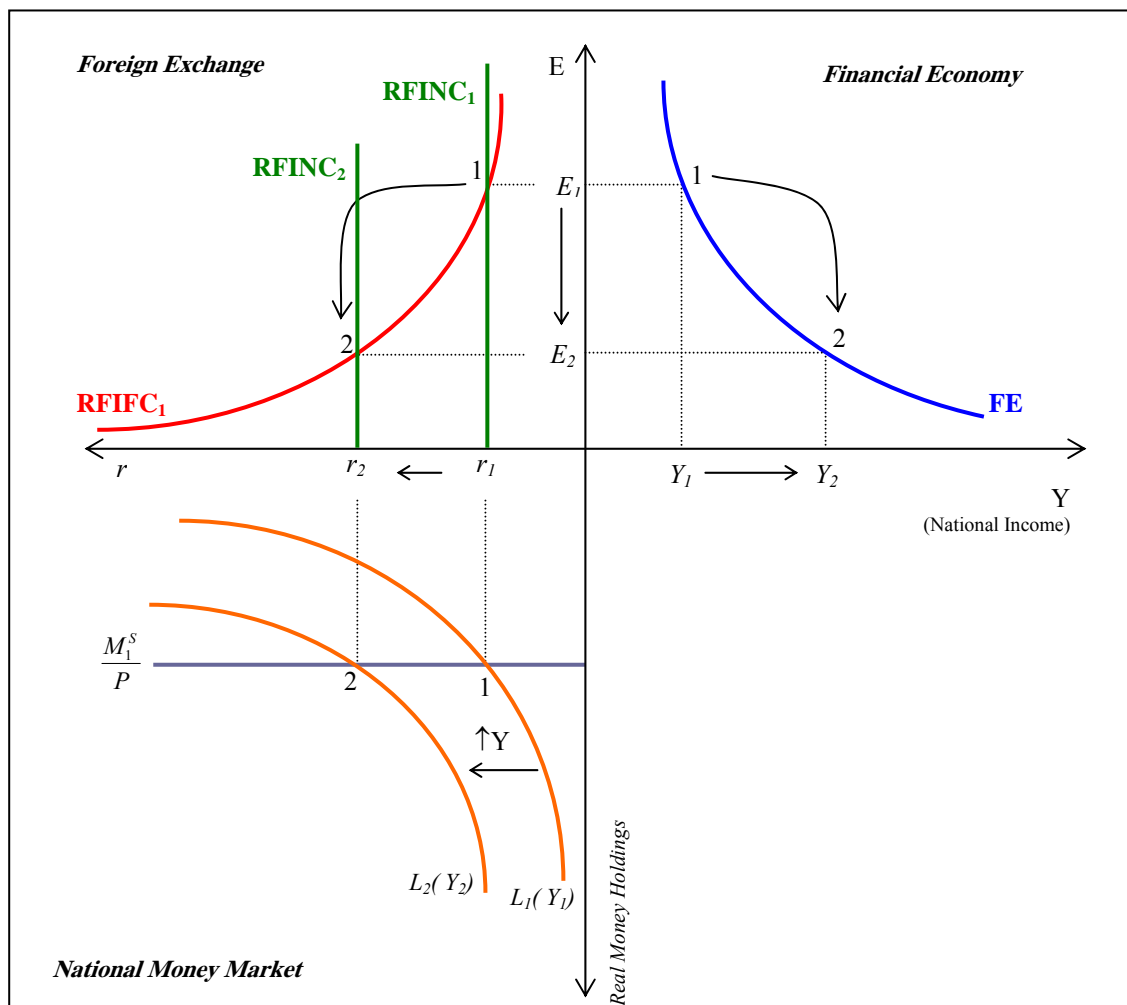 Foreign Exchange
E
Financial Economy
RFINC₁
RFINC₂
1
E₁
1
2
E₂
2
RFIFC₁
FE
r
r₂
r₁
Y₁
Y₂
Y
(National Income)
M₁ˢ
P
2
1
↑Y
L₂( Y₂)
L₁( Y₁)
Real Money Holdings
National Money Market